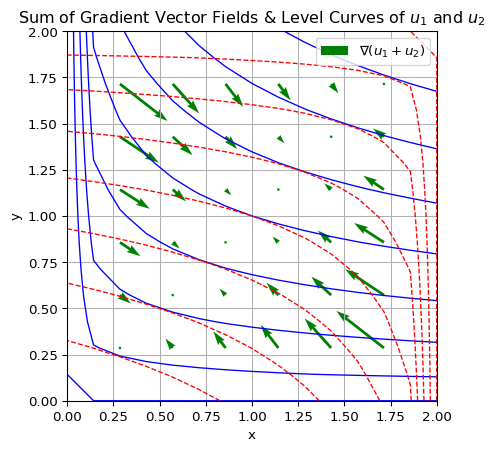 Sum of Gradient Vector Fields & Level Curves of u₁ and u₂
∇(u₁ + u₂)
2.00
1.75
1.50
1.25
1.00
0.75
0.50
0.25
0.00
y
0.00 0.25 0.50 0.75 1.00 1.25 1.50 1.75 2.00
x